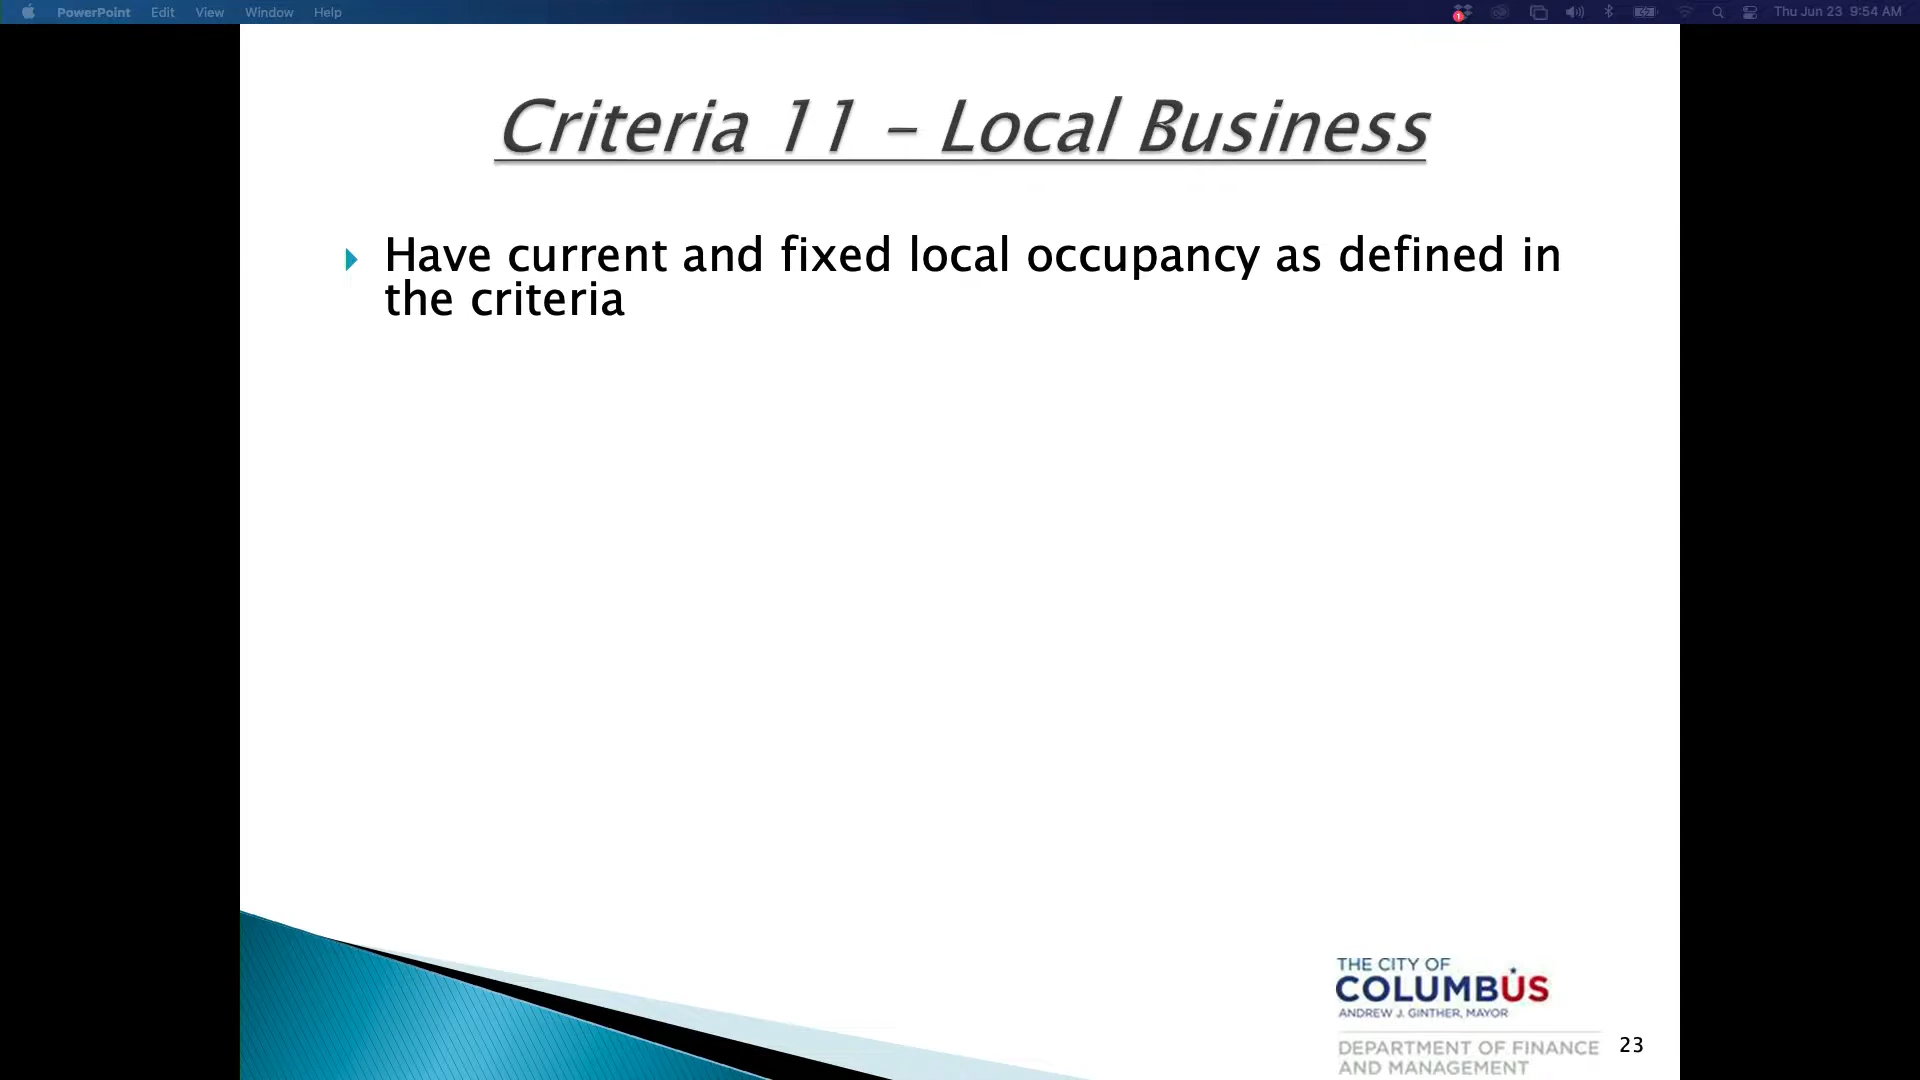 PowerPoint Edit View Window Help
1
Thu Jun 23 9:54 AM
Criteria 11 – Local Business
Have current and fixed local occupancy as defined in
the criteria
THE CITY OF
COLUMBUS
ANDREW J. GINTHER, MAYOR
DEPARTMENT OF FINANCE
AND MANAGEMENT
23